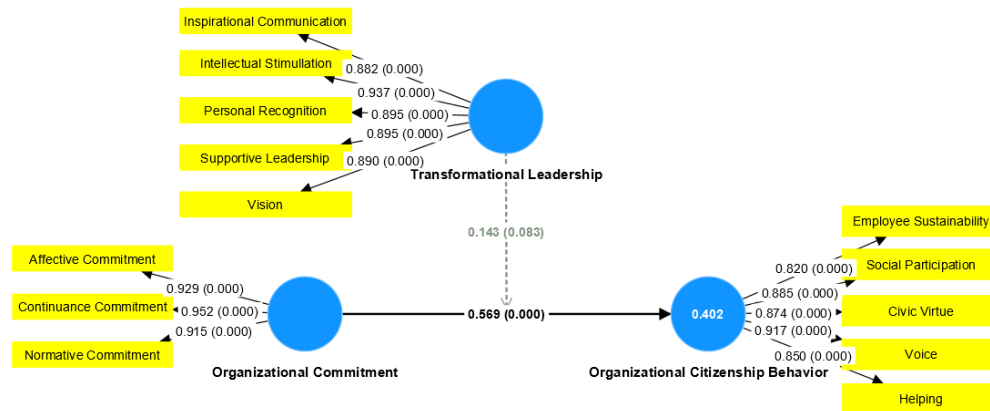 Inspirational Communication
Intellectual Stimullation
Personal Recognition
Supportive Leadership
Vision
0.882 (0.000)
0.937 (0.000)
0.895 (0.000)
0.895 (0.000)
0.890 (0.000)
Transformational Leadership
0.143 (0.083)
Affective Commitment
Continuance Commitment
Normative Commitment
0.929 (0.000)
0.952 (0.000)
0.915 (0.000)
Organizational Commitment
0.569 (0.000)
0.402
Organizational Citizenship Behavior
0.820 (0.000)
0.885 (0.000)
0.874 (0.000)
0.917 (0.000)
0.850 (0.000)
Employee Sustainability
Social Participation
Civic Virtue
Voice
Helping